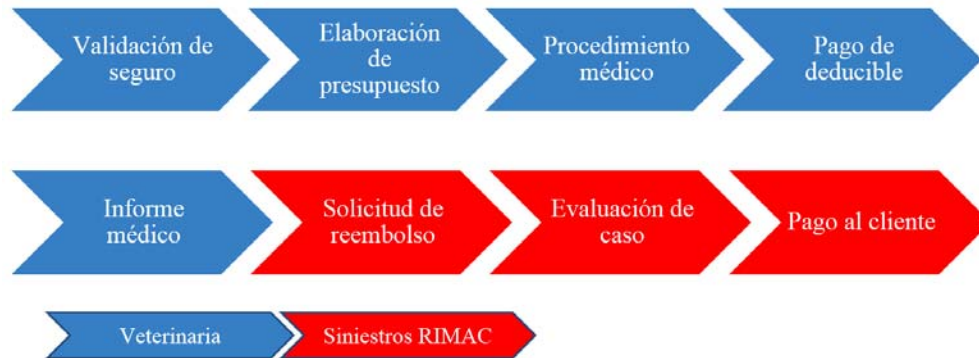 Validación de
seguro
Elaboración
de
presupuesto
Procedimiento
médico
Pago de
deducible
Informe
médico
Solicitud de
reembolso
Evaluación de
caso
Pago al cliente
Veterinaria
Siniestros RIMAC